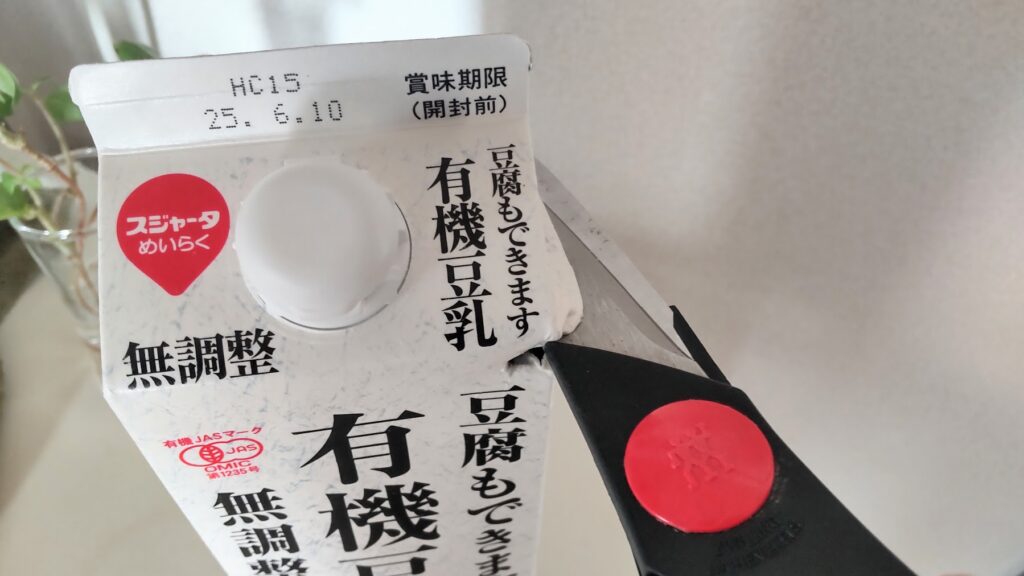 HC15
25. 6.10
賞味期限
(開封前)
スジャータ
めいらく
豆腐もできます
有機豆乳
無調整
有機JASマーク
JAS
OMIC
第1235号
豆腐もできま
有機豆
無調整